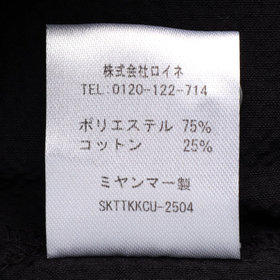 株式会社ロイネ
TEL:0120-122-714
ポリエステル 75%
コットン 25%
ミヤンマー製
SKTTKKCU-2504